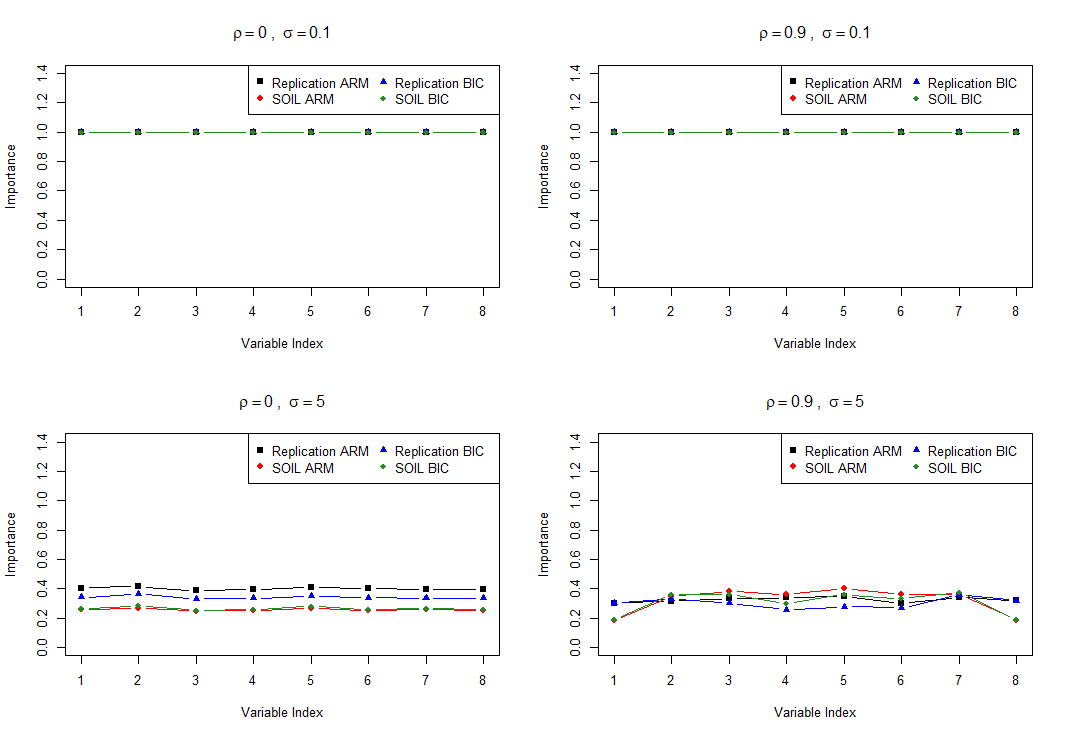 ρ = 0 , σ = 0.1
Replication ARM Replication BIC
SOIL ARM SOIL BIC
Importance
0.0 0.2 0.4 0.6 0.8 1.0 1.2 1.4
1 2 3 4 5 6 7 8
Variable Index
ρ = 0.9 , σ = 0.1
Replication ARM Replication BIC
SOIL ARM SOIL BIC
Importance
0.0 0.2 0.4 0.6 0.8 1.0 1.2 1.4
1 2 3 4 5 6 7 8
Variable Index
ρ = 0 , σ = 5
Replication ARM Replication BIC
SOIL ARM SOIL BIC
Importance
0.0 0.2 0.4 0.6 0.8 1.0 1.2 1.4
1 2 3 4 5 6 7 8
Variable Index
ρ = 0.9 , σ = 5
Replication ARM Replication BIC
SOIL ARM SOIL BIC
Importance
0.0 0.2 0.4 0.6 0.8 1.0 1.2 1.4
1 2 3 4 5 6 7 8
Variable Index